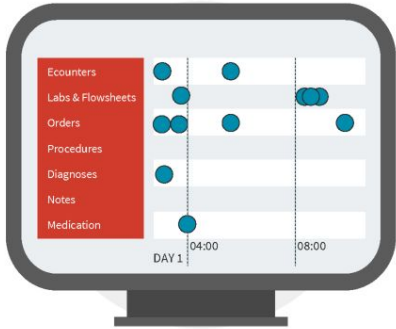 Ecounters
Labs & Flowsheets
Orders
Procedures
Diagnoses
Notes
Medication
04:00
08:00
DAY 1